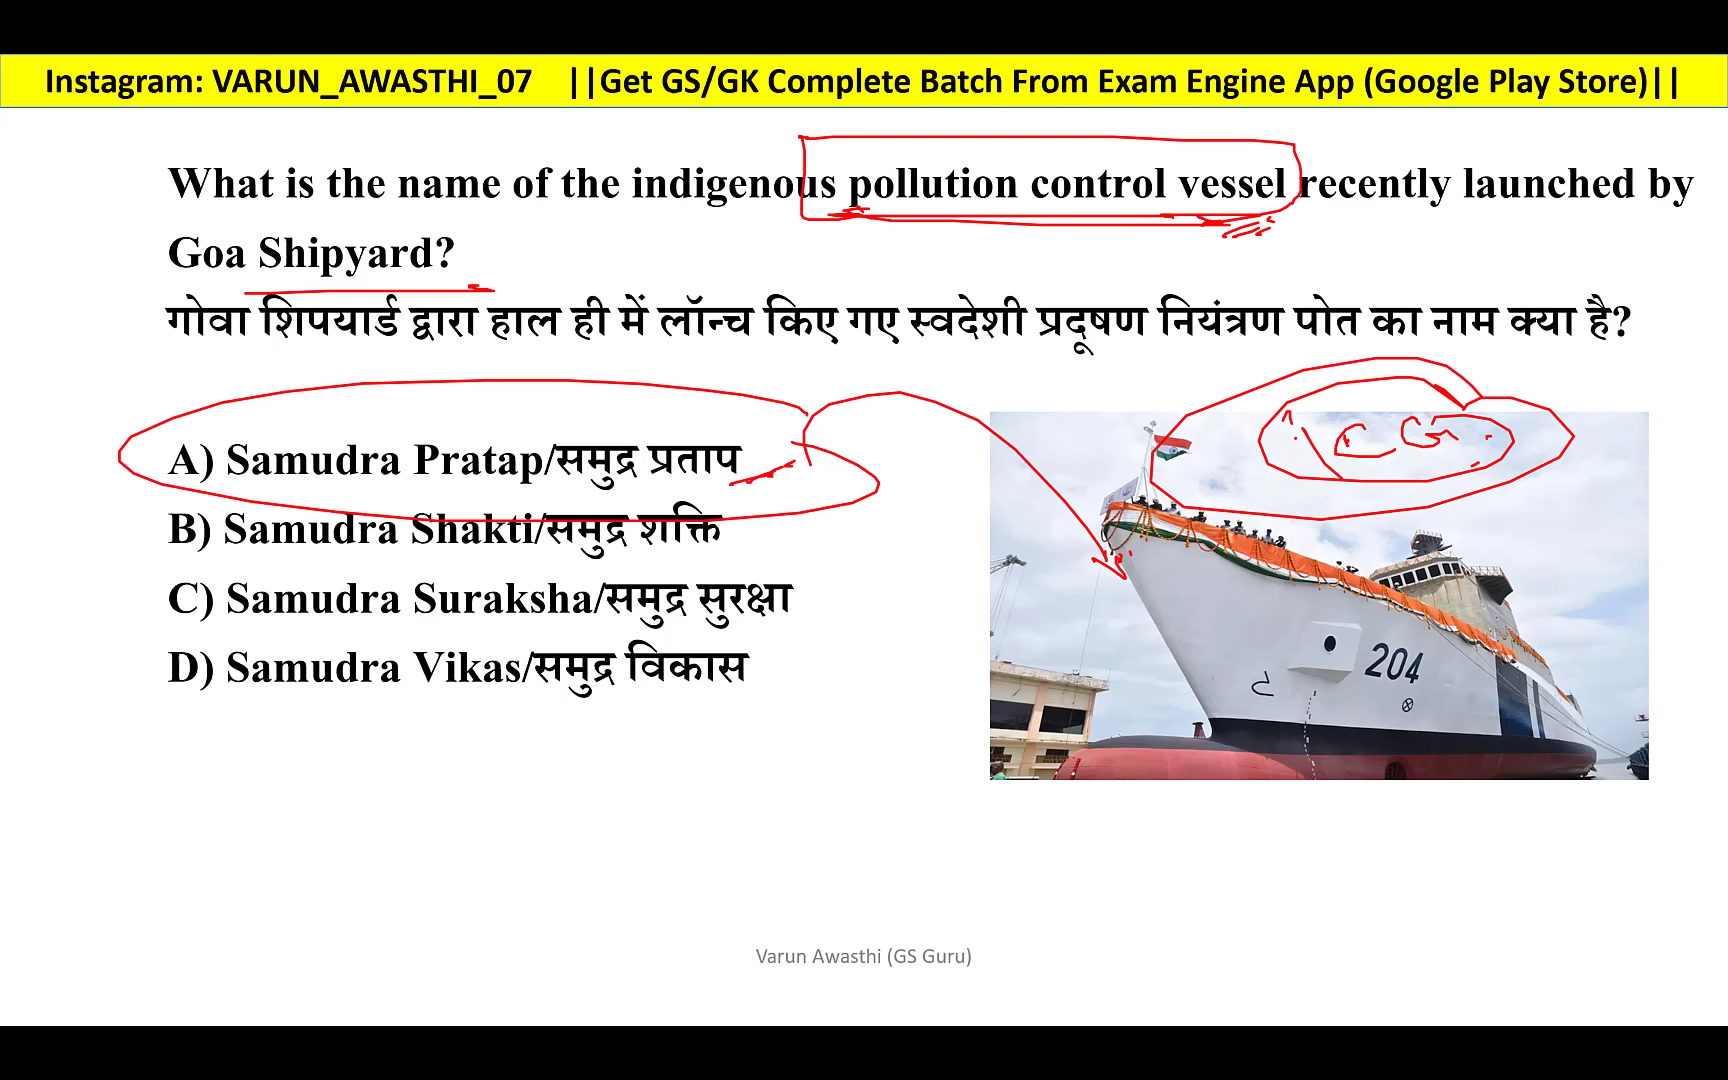 Instagram: VARUN_AWASTHI_07 ||Get GS/GK Complete Batch From Exam Engine App (Google Play Store)||
What is the name of the indigenous pollution control vessel recently launched by
Goa Shipyard?
गोवा शिपयार्ड द्वारा हाल ही में लॉन्च किए गए स्वदेशी प्रदूषण नियंत्रण पोत का नाम क्या है?
A) Samudra Pratap/समुद्र प्रताप
B) Samudra Shakti/समुद्र शक्ति
C) Samudra Suraksha/समुद्र सुरक्षा
D) Samudra Vikas/समुद्र विकास
204
Varun Awasthi (GS Guru)